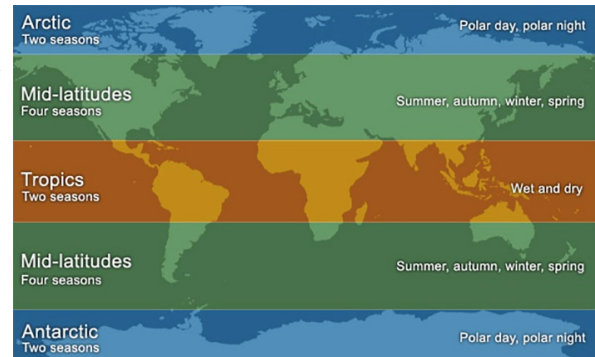 Arctic
Two seasons
Polar day, polar night
Mid-latitudes
Four seasons
Summer, autumn, winter, spring
Tropics
Two seasons
Wet and dry
Mid-latitudes
Four seasons
Summer, autumn, winter, spring
Antarctic
Two seasons
Polar day, polar night